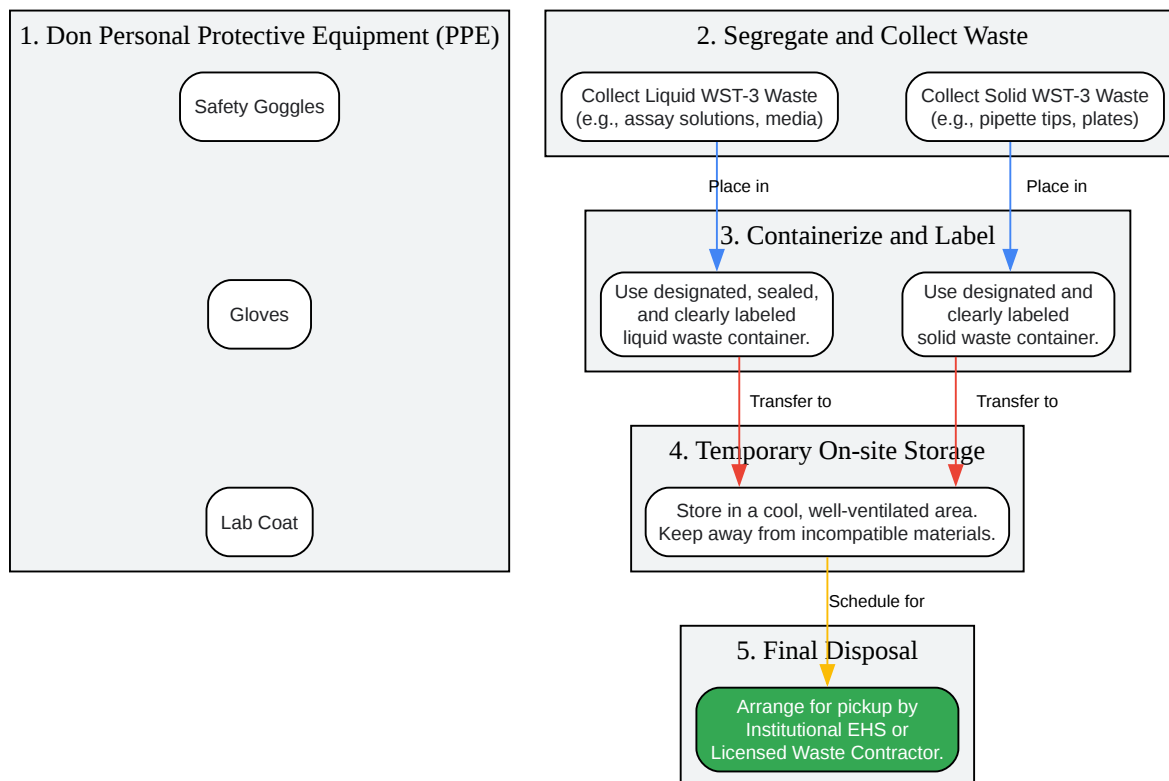 1. Don Personal Protective Equipment (PPE)
Safety Goggles
Gloves
Lab Coat
2. Segregate and Collect Waste
Collect Liquid WST-3 Waste
(e.g., assay solutions, media)
Collect Solid WST-3 Waste
(e.g., pipette tips, plates)
Place in
Place in
3. Containerize and Label
Use designated, sealed,
and clearly labeled
liquid waste container.
Use designated and
clearly labeled
solid waste container.
Transfer to
Transfer to
4. Temporary On-site Storage
Store in a cool, well-ventilated area.
Keep away from incompatible materials.
Schedule for
5. Final Disposal
Arrange for pickup by
Institutional EHS or
Licensed Waste Contractor.